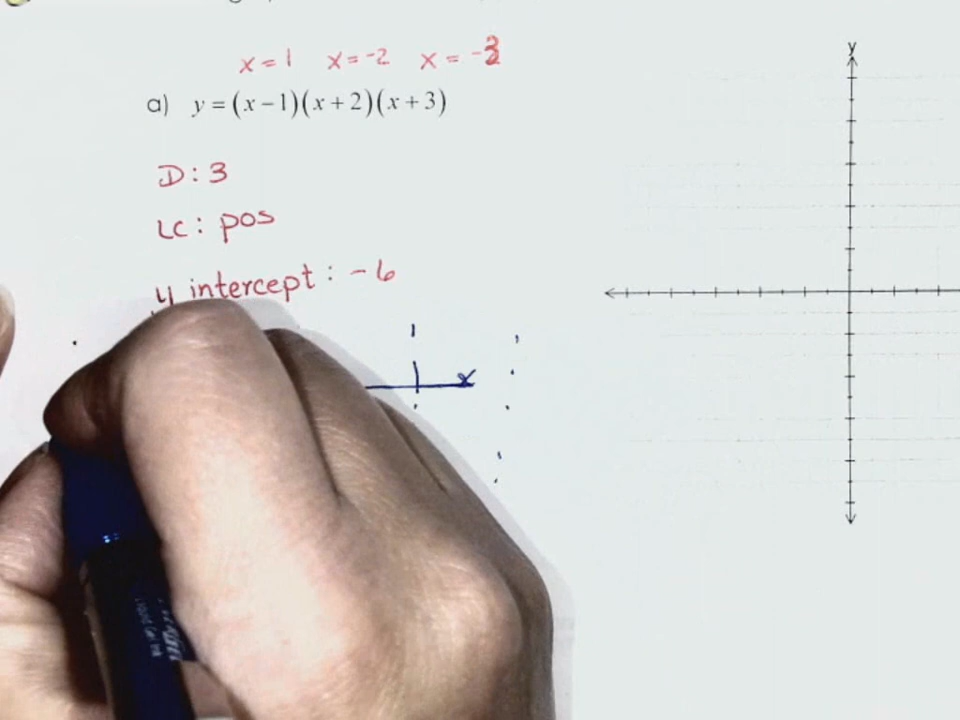 x = 1 x = -2 x = -3
a) y = (x − 1)(x + 2)(x + 3)
D: 3
LC: pos
y intercept: -6
x
y